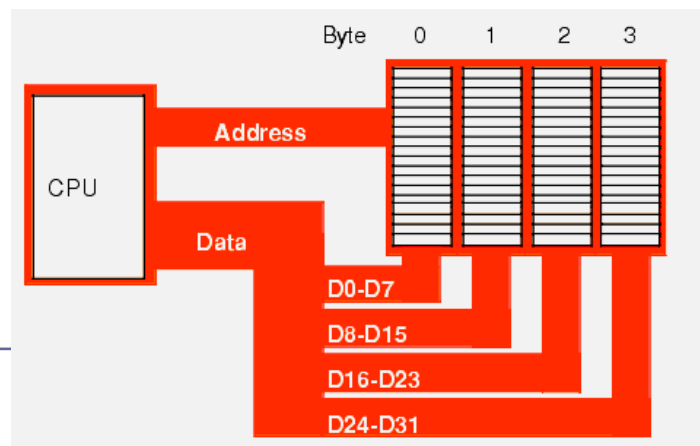 Byte 0 1 2 3
Address
CPU
Data
D0-D7
D8-D15
D16-D23
D24-D31